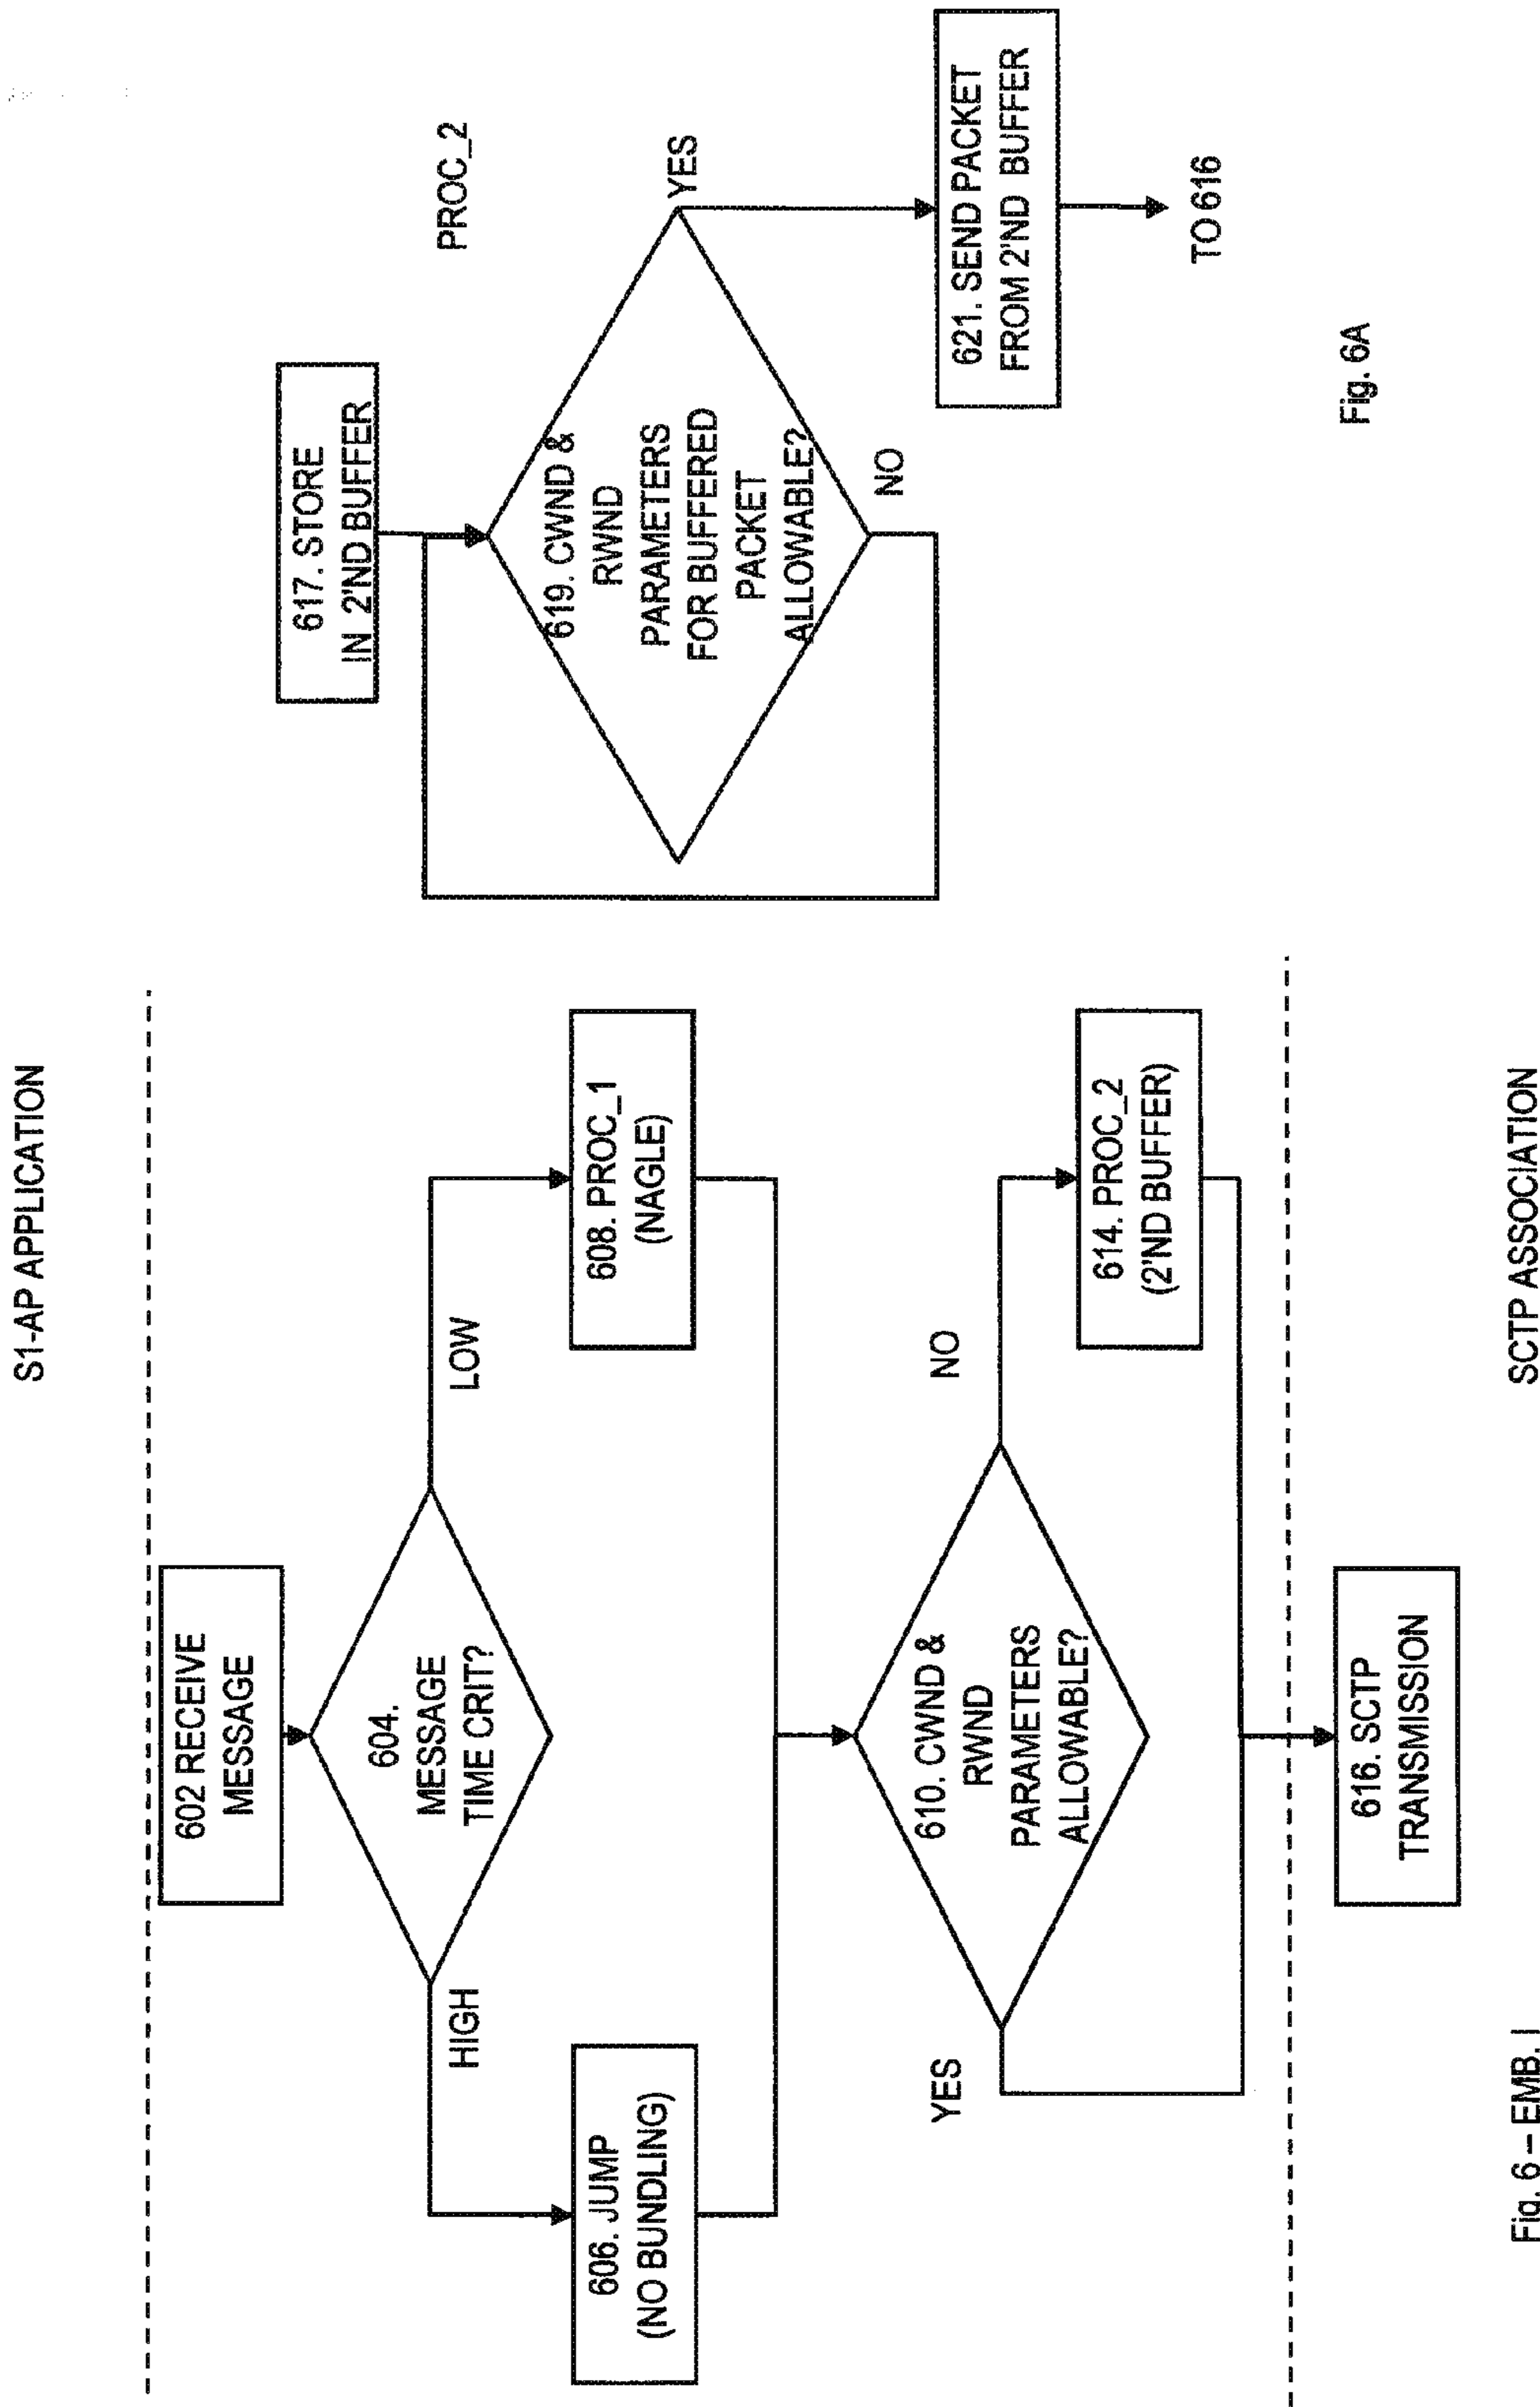 S1-AP APPLICATION
602 RECEIVE
MESSAGE
604.
MESSAGE
TIME CRIT?
HIGH
LOW
606. JUMP
(NO BUNDLING)
608. PROC_1
(NAGLE)
610. CWND &
RWND
PARAMETERS
ALLOWABLE?
YES
NO
614. PROC_2
(2'ND BUFFER)
616. SCTP
TRANSMISSION
SCTP ASSOCIATION
Fig. 6 – EMB. I
PROC_2
617. STORE
IN 2'ND BUFFER
619. CWND &
RWND
PARAMETERS
FOR BUFFERED
PACKET
ALLOWABLE?
YES
NO
621. SEND PACKET
FROM 2'ND BUFFER
TO 616
Fig. 6A